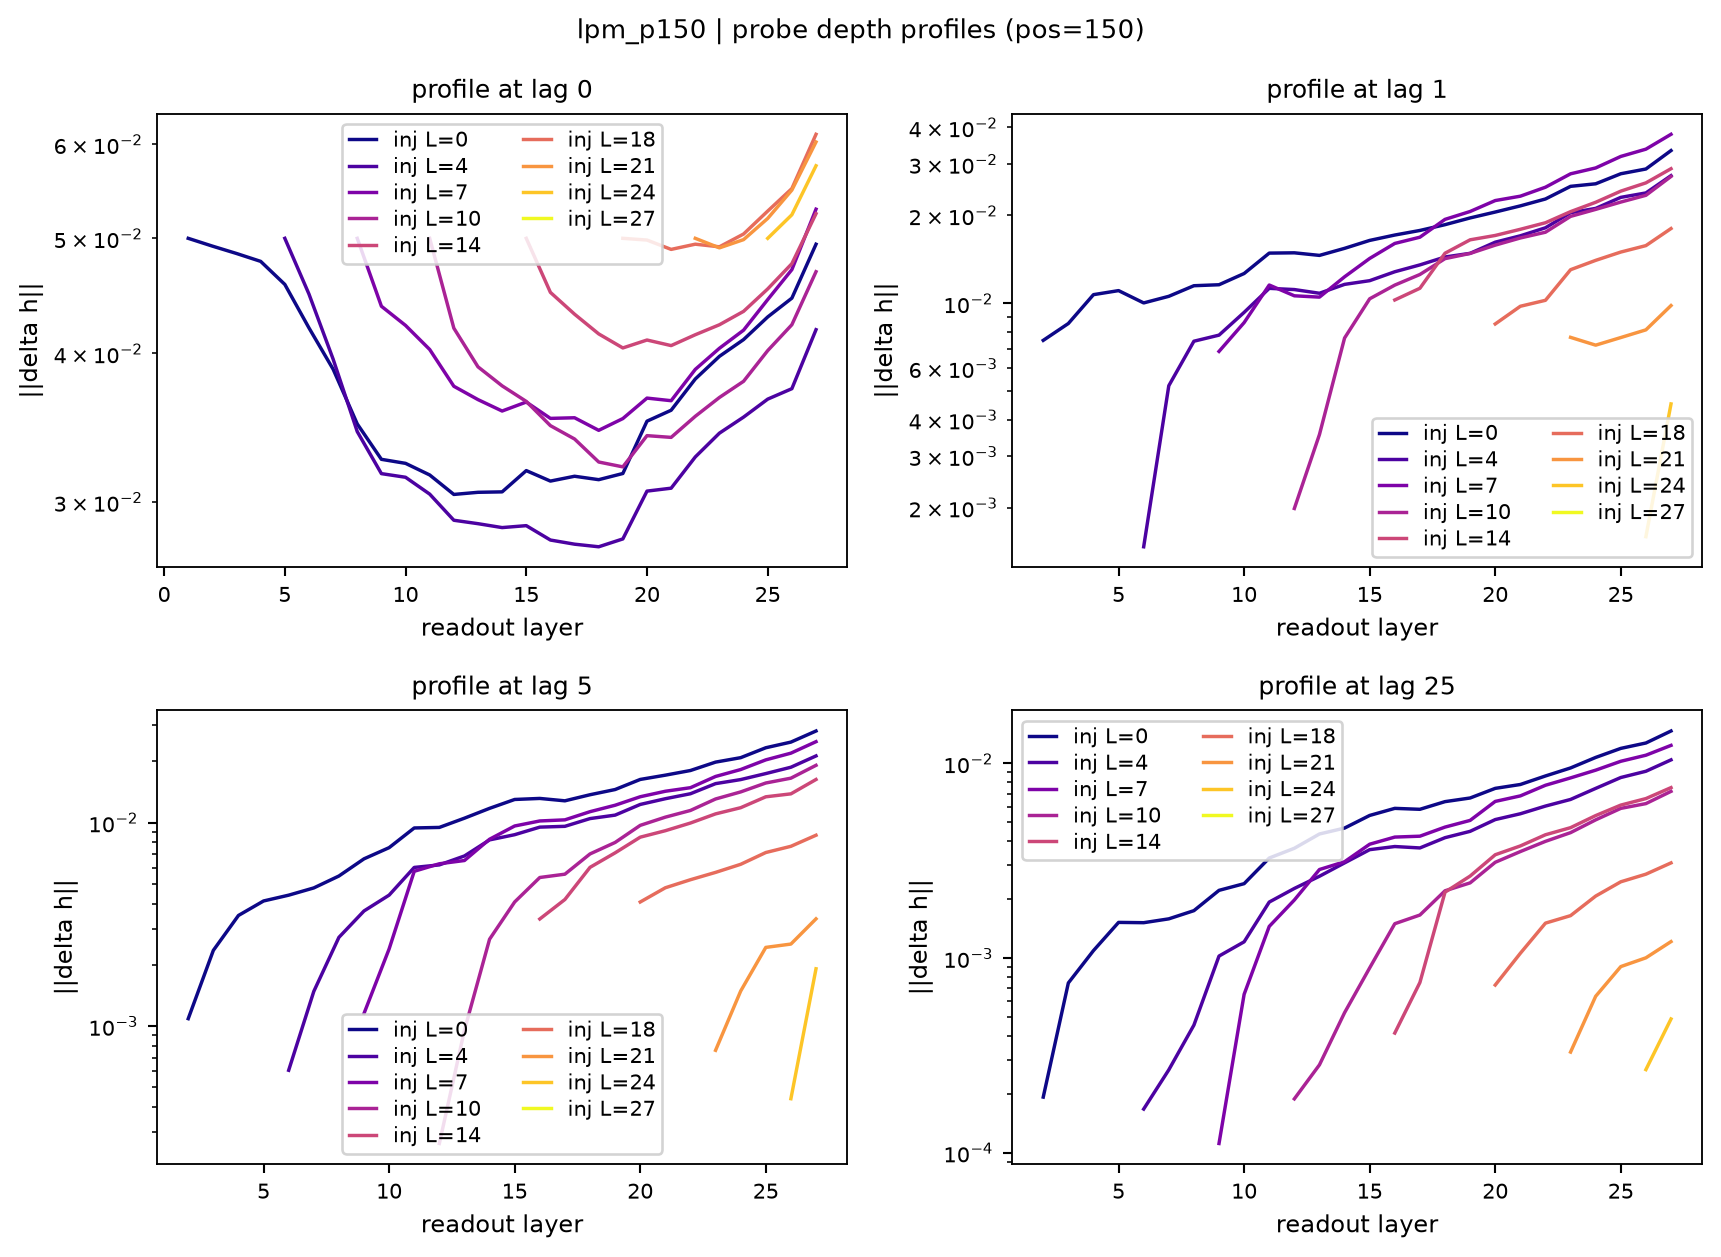 lpm_p150 | probe depth profiles (pos=150)
profile at lag 0
||delta h||
6 × 10⁻²
5 × 10⁻²
4 × 10⁻²
3 × 10⁻²
inj L=0 inj L=18
inj L=4 inj L=21
inj L=7 inj L=24
inj L=10 inj L=27
inj L=14
0 5 10 15 20 25
readout layer
profile at lag 1
||delta h||
4 × 10⁻²
3 × 10⁻²
2 × 10⁻²
10⁻²
6 × 10⁻³
4 × 10⁻³
3 × 10⁻³
2 × 10⁻³
inj L=0 inj L=18
inj L=4 inj L=21
inj L=7 inj L=24
inj L=10 inj L=27
inj L=14
5 10 15 20 25
readout layer
profile at lag 5
||delta h||
10⁻²
10⁻³
inj L=0 inj L=18
inj L=4 inj L=21
inj L=7 inj L=24
inj L=10 inj L=27
inj L=14
5 10 15 20 25
readout layer
profile at lag 25
||delta h||
inj L=0 inj L=18
inj L=4 inj L=21
inj L=7 inj L=24
inj L=10 inj L=27
inj L=14
10⁻²
10⁻³
10⁻⁴
5 10 15 20 25
readout layer